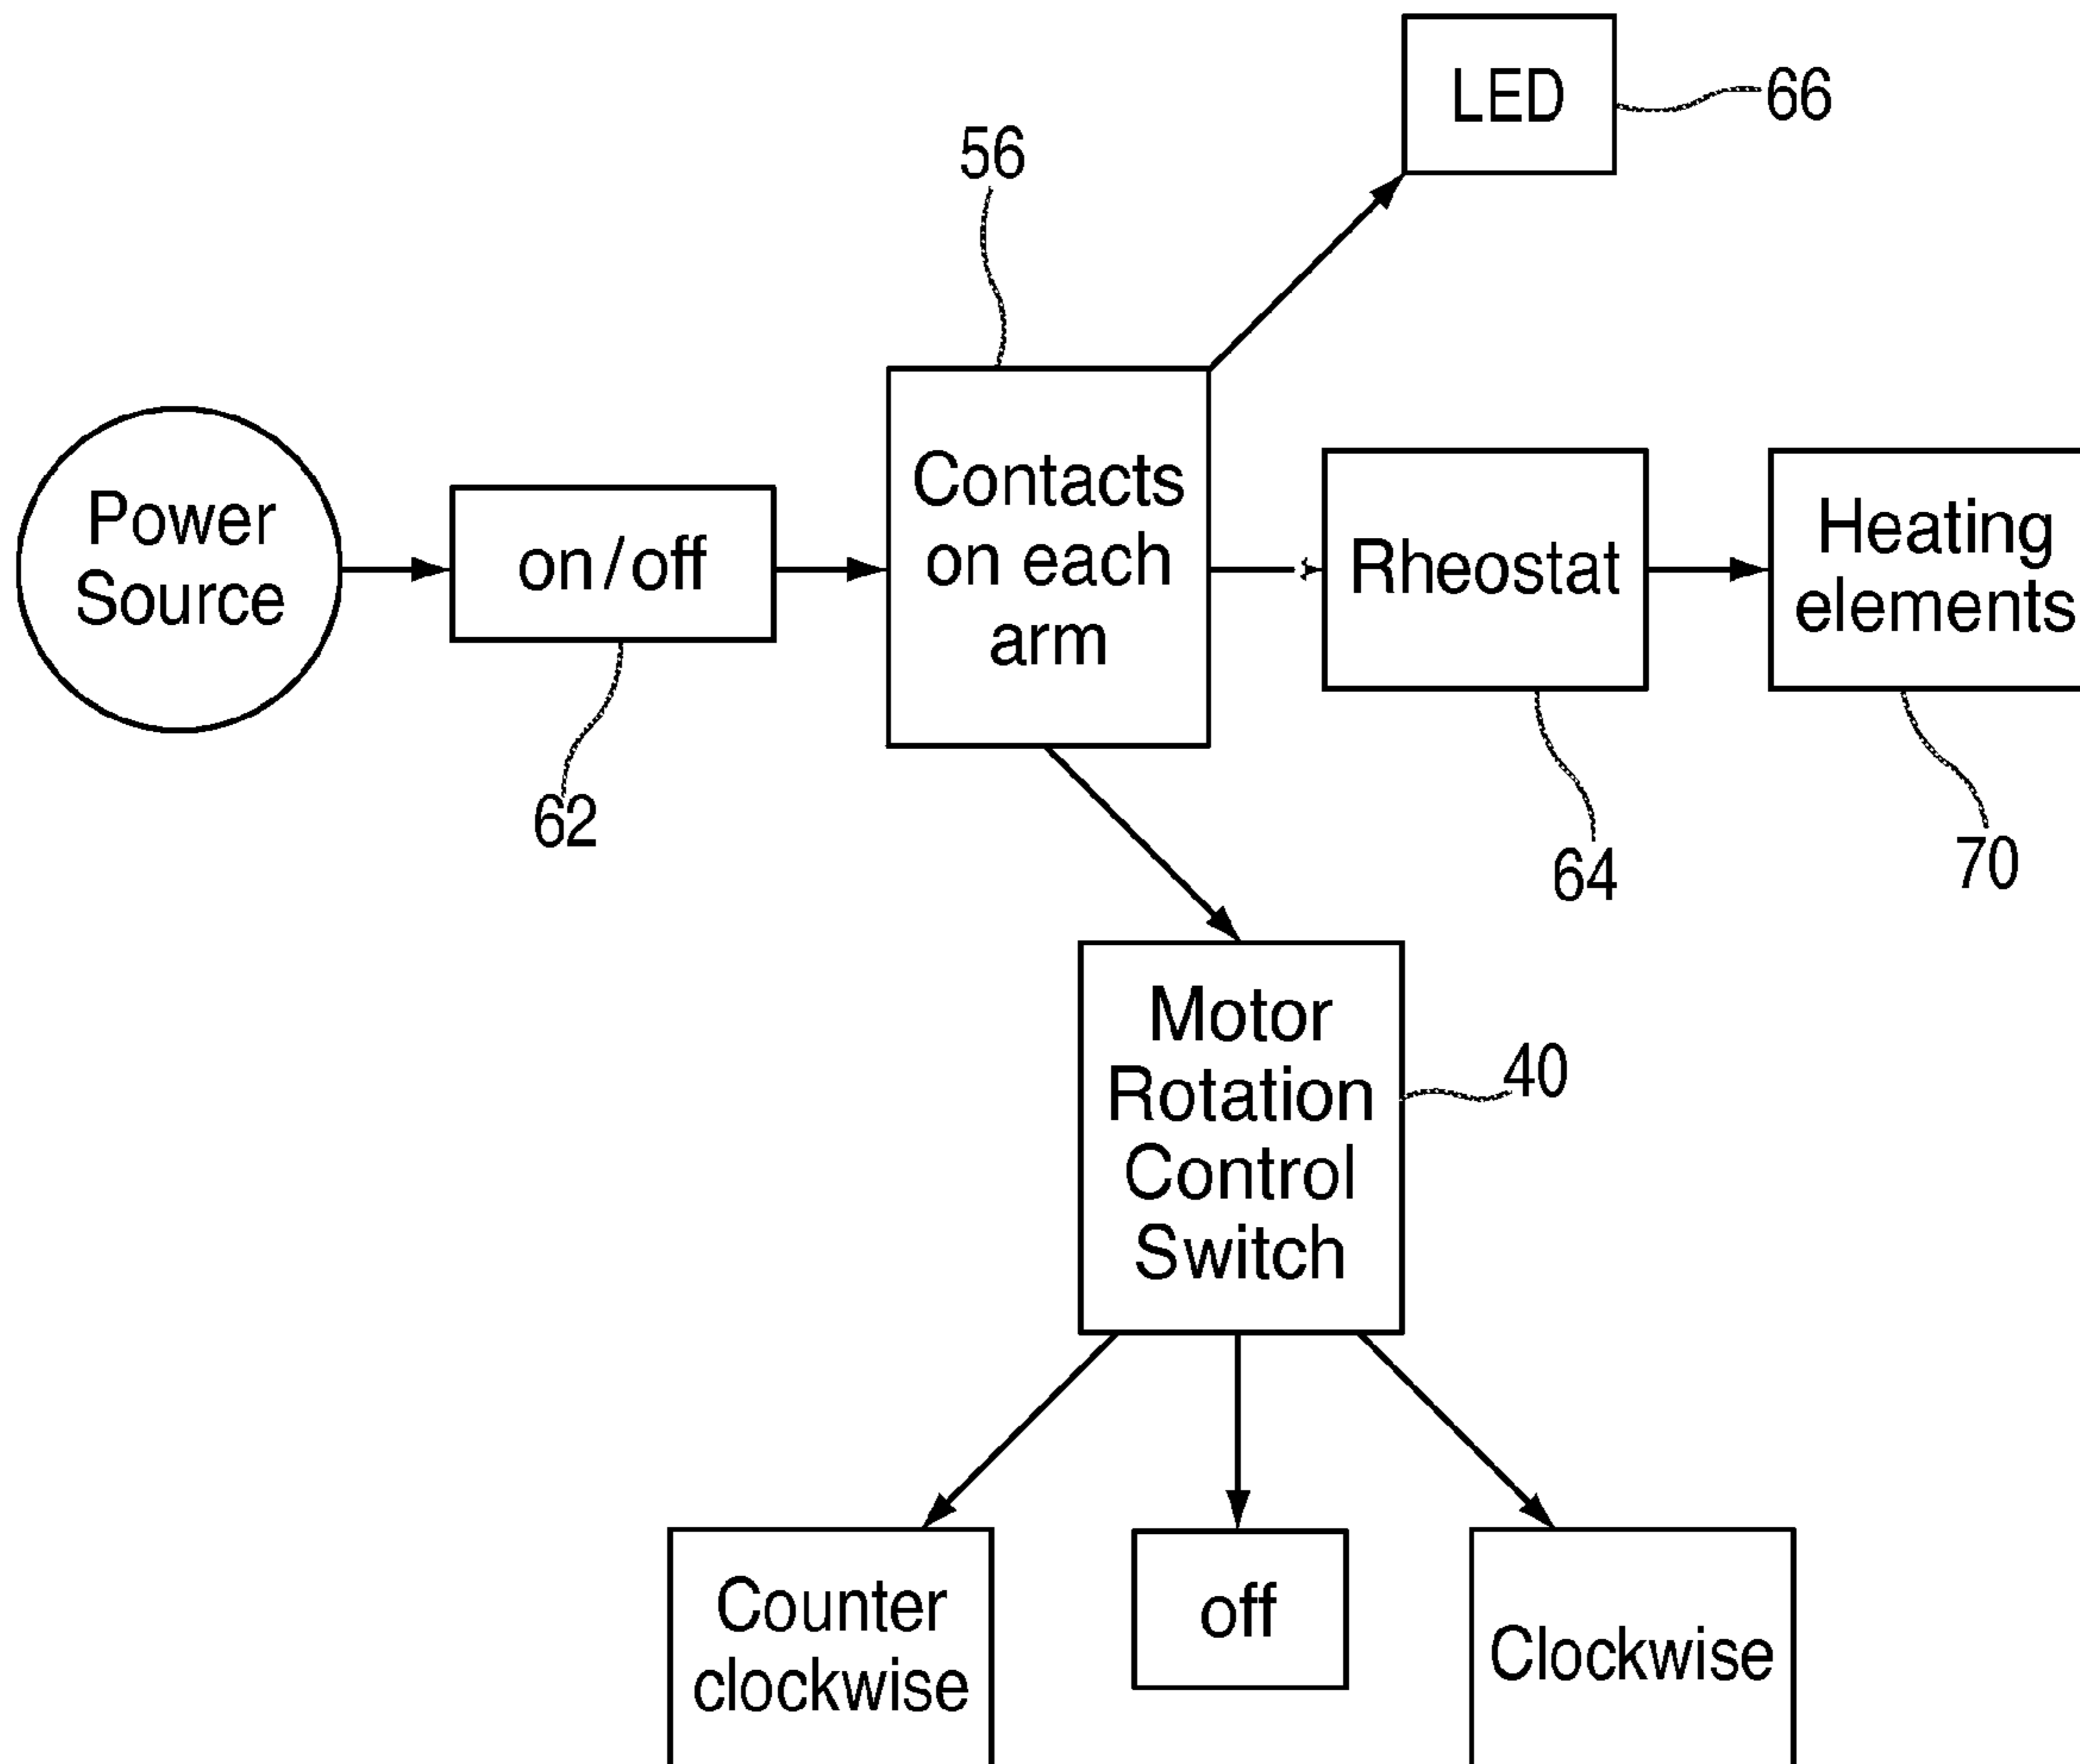 LED
66
56
Power
Source
on/off
62
Contacts
on each
arm
Rheostat
64
Heating
elements
70
Motor
Rotation
Control
Switch
40
Counter
clockwise
off
Clockwise